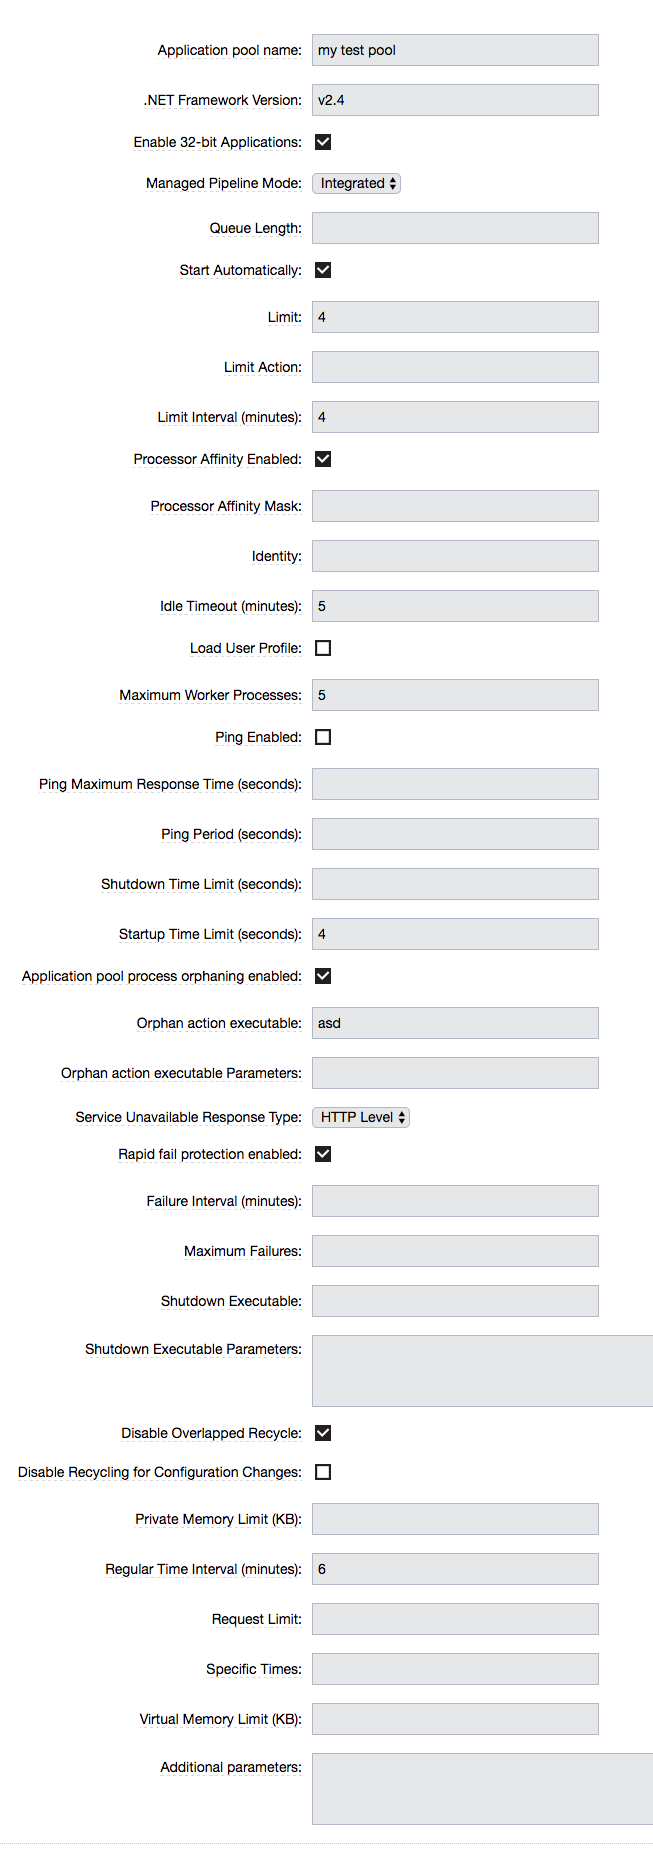 Application pool name: my test pool
.NET Framework Version: v2.4
Enable 32-bit Applications:
Managed Pipeline Mode: Integrated
Queue Length:
Start Automatically:
Limit: 4
Limit Action:
Limit Interval (minutes): 4
Processor Affinity Enabled:
Processor Affinity Mask:
Identity:
Idle Timeout (minutes): 5
Load User Profile:
Maximum Worker Processes: 5
Ping Enabled:
Ping Maximum Response Time (seconds):
Ping Period (seconds):
Shutdown Time Limit (seconds):
Startup Time Limit (seconds): 4
Application pool process orphaning enabled:
Orphan action executable: asd
Orphan action executable Parameters:
Service Unavailable Response Type: HTTP Level
Rapid fail protection enabled:
Failure Interval (minutes):
Maximum Failures:
Shutdown Executable:
Shutdown Executable Parameters:
Disable Overlapped Recycle:
Disable Recycling for Configuration Changes:
Private Memory Limit (KB):
Regular Time Interval (minutes): 6
Request Limit:
Specific Times:
Virtual Memory Limit (KB):
Additional parameters: